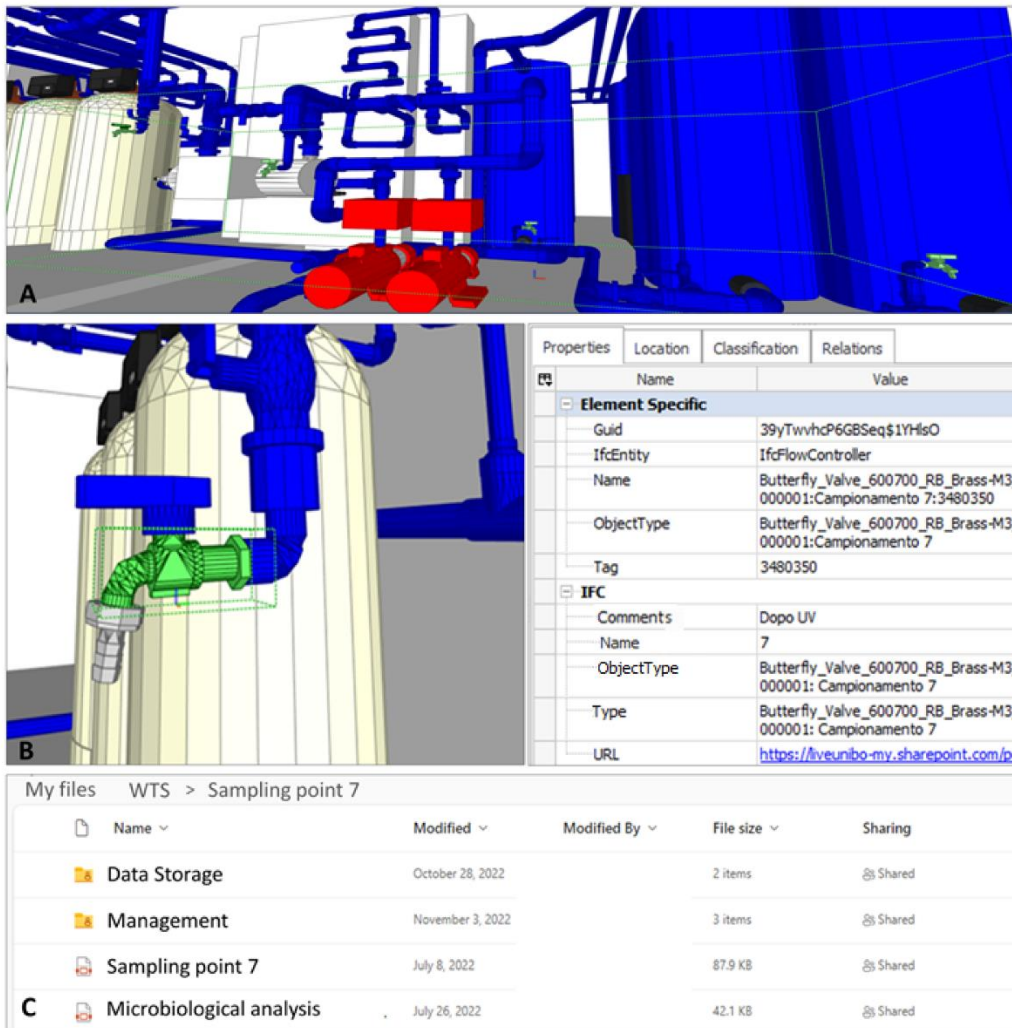 A
B
Properties Location Classification Relations
Name Value
Element Specific
Guid 39yTwvhcP6GBSeq$1YHlsO
IfcEntity IfcFlowController
Name Butterfly_Valve_600700_RB_Brass-M3
000001:Campionamento 7:3480350
ObjectType Butterfly_Valve_600700_RB_Brass-M3
000001:Campionamento 7
Tag 3480350
IFC
Comments Dopo UV
Name 7
ObjectType Butterfly_Valve_600700_RB_Brass-M3
000001: Campionamento 7
Type Butterfly_Valve_600700_RB_Brass-M3
000001: Campionamento 7
URL https://liveunibo-my.sharepoint.com/p
My files WTS > Sampling point 7
Name Modified Modified By File size Sharing
Data Storage October 28, 2022 2 items Shared
Management November 3, 2022 3 items Shared
Sampling point 7 July 8, 2022 87.9 KB Shared
C Microbiological analysis July 26, 2022 42.1 KB Shared